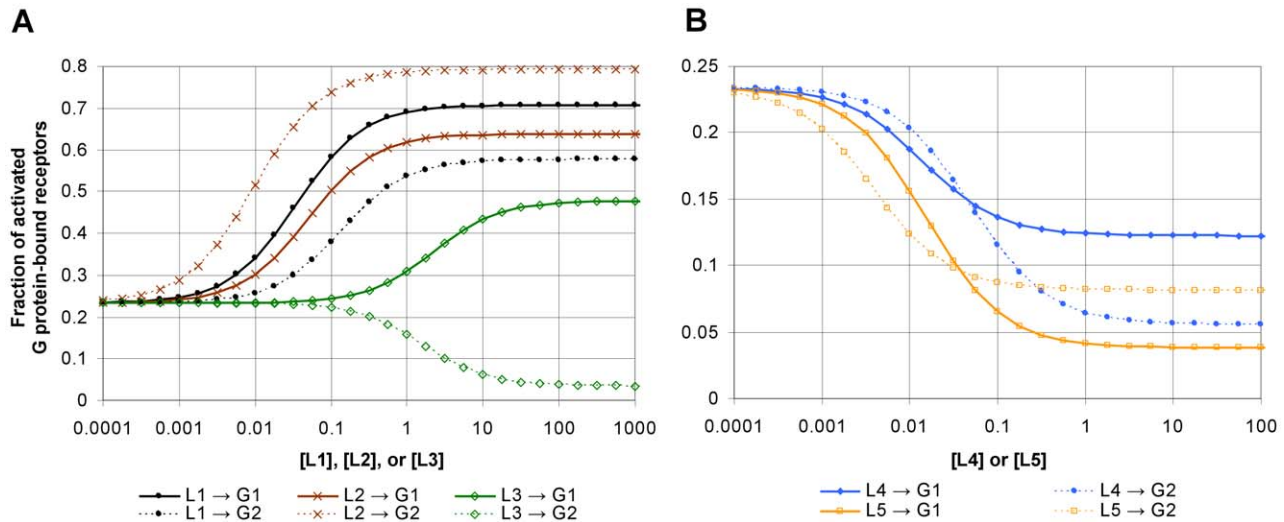 A
Fraction of activated
G protein-bound receptors
0.8
0.7
0.6
0.5
0.4
0.3
0.2
0.1
0
0.0001 0.001 0.01 0.1 1 10 100 1000
[L1], [L2], or [L3]
L1 → G1 L2 → G1 L3 → G1
L1 → G2 L2 → G2 L3 → G2
B
0.25
0.2
0.15
0.1
0.05
0
0.0001 0.001 0.01 0.1 1 10 100
[L4] or [L5]
L4 → G1 L4 → G2
L5 → G1 L5 → G2